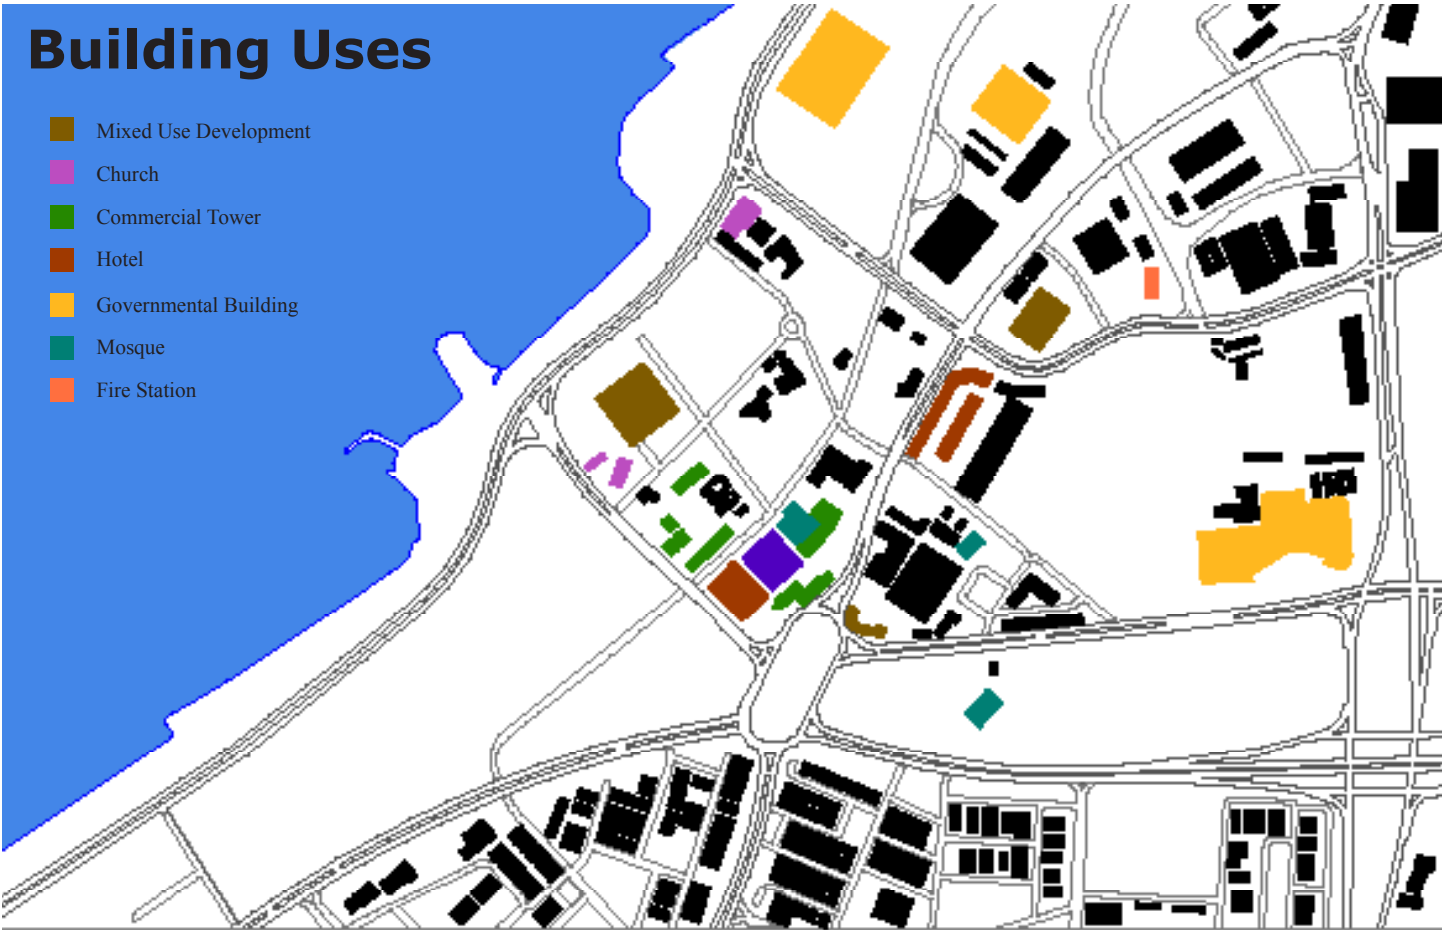 Building Uses
Mixed Use Development
Church
Commercial Tower
Hotel
Governmental Building
Mosque
Fire Station